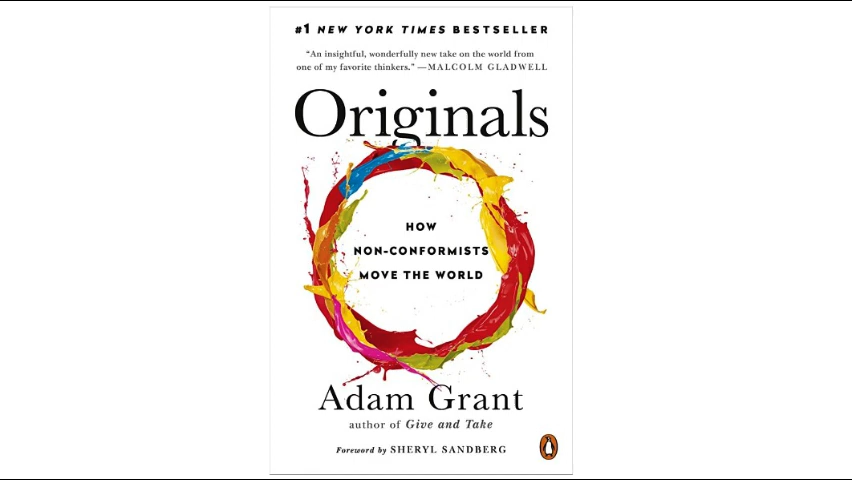 #1 NEW YORK TIMES BESTSELLER
“An insightful, wonderfully new take on the world from
one of my favorite thinkers.” —MALCOLM GLADWELL
Originals
HOW
NON-CONFORMISTS
MOVE THE WORLD
Adam Grant
author of Give and Take
Foreword by SHERYL SANDBERG